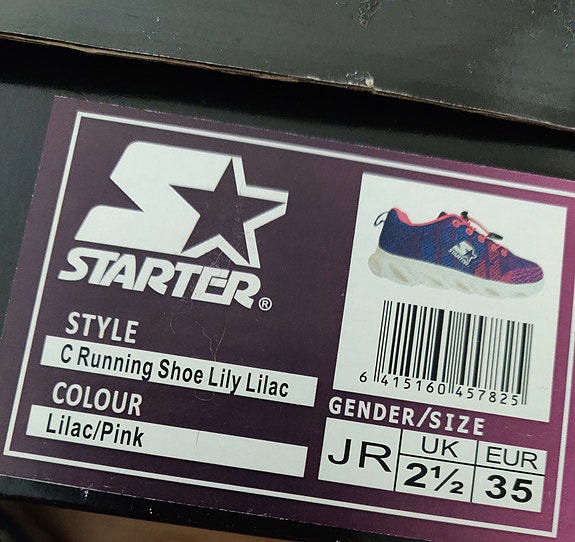 STARTER®
STYLE
C Running Shoe Lily Lilac
COLOUR
Lilac/Pink
STARTER
6 415160 457825
GENDER/SIZE
JR UK EUR
2½ 35